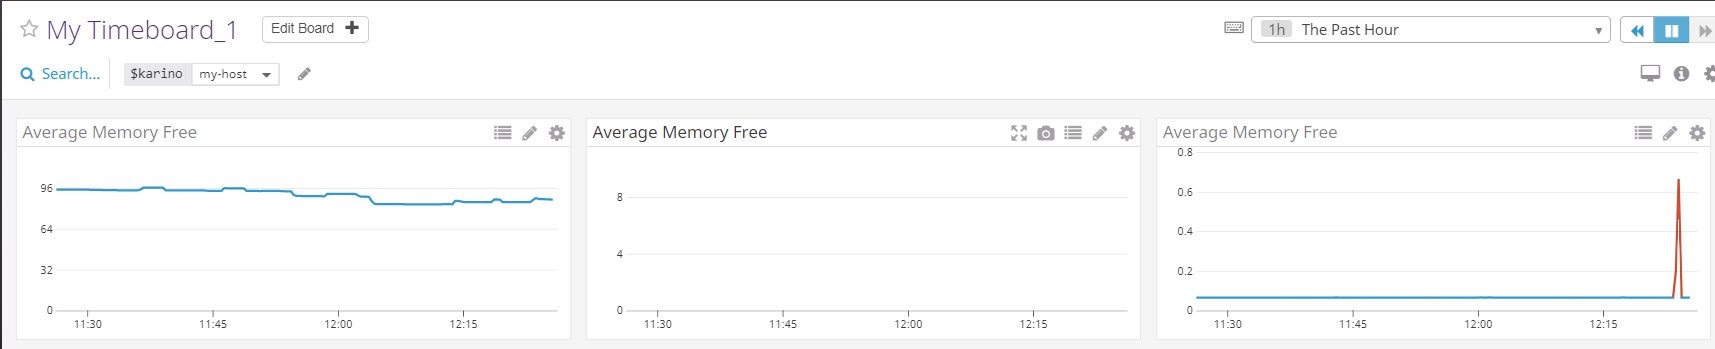 My Timeboard_1 Edit Board
1h The Past Hour
Search... $karino my-host
Average Memory Free
96
64
32
0
11:30 11:45 12:00 12:15
Average Memory Free
8
4
0
11:30 11:45 12:00 12:15
Average Memory Free
0.8
0.6
0.4
0.2
0
11:30 11:45 12:00 12:15